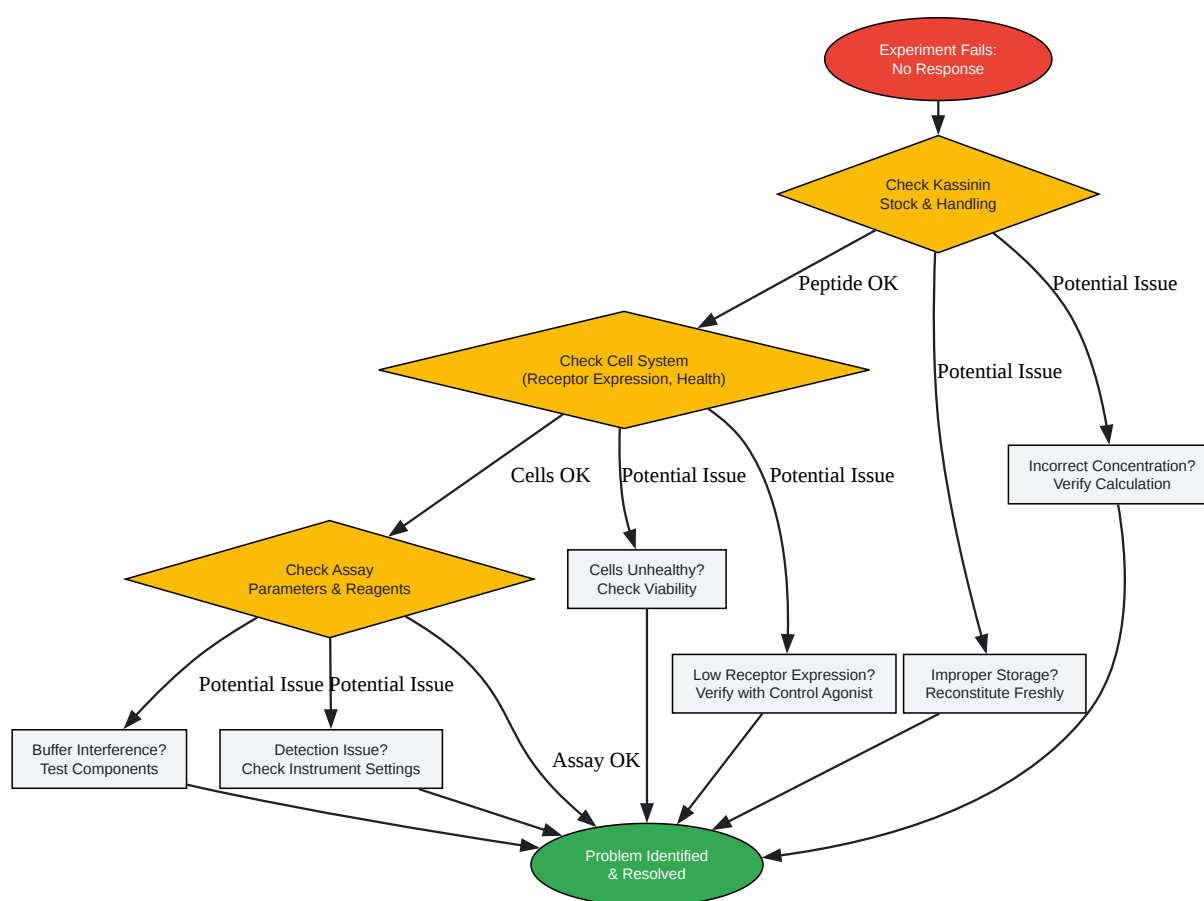 Experiment Fails:
No Response
Check Kassinin
Stock & Handling
Peptide OK
Potential Issue
Potential Issue
Check Cell System
(Receptor Expression, Health)
Incorrect Concentration?
Verify Calculation
Cells OK
Potential Issue
Potential Issue
Check Assay
Parameters & Reagents
Cells Unhealthy?
Check Viability
Low Receptor Expression?
Verify with Control Agonist
Improper Storage?
Reconstitute Freshly
Potential Issue
Potential Issue
Buffer Interference?
Test Components
Detection Issue?
Check Instrument Settings
Assay OK
Problem Identified
& Resolved